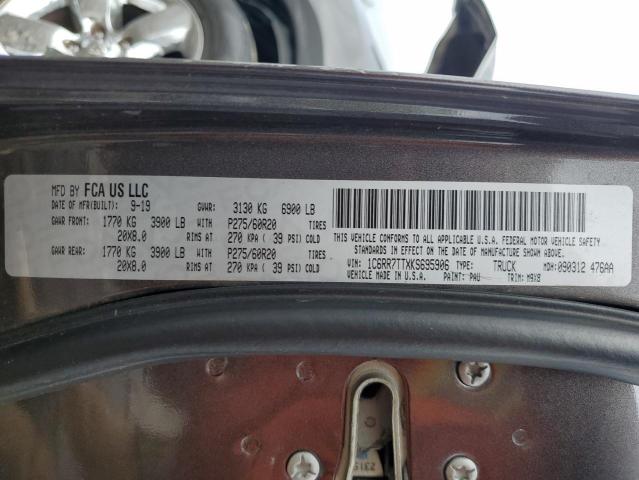 MFD BY FCA US LLC
DATE OF MFR(BUILT): 9-19 GVWR: 3130 KG 6900 LB
GAWR FRONT: 1770 KG 3900 LB WITH P275/60R20 TIRES
20X8.0 RIMS AT 270 KPA ( 39 PSI) COLD
GAWR REAR: 1770 KG 3900 LB WITH P275/60R20 TIRES
20X8.0 RIMS AT 270 KPA ( 39 PSI) COLD
THIS VEHICLE CONFORMS TO ALL APPLICABLE U.S.A. FEDERAL MOTOR VEHICLE SAFETY
STANDARDS IN EFFECT ON THE DATE OF MANUFACTURE SHOWN ABOVE.
VIN: 1C6RR7TTXKS695906 TYPE: TRUCK MDH: 090312 476AA
VEHICLE MADE IN U.S.A. PAINT: PAU TRIM: M9X8